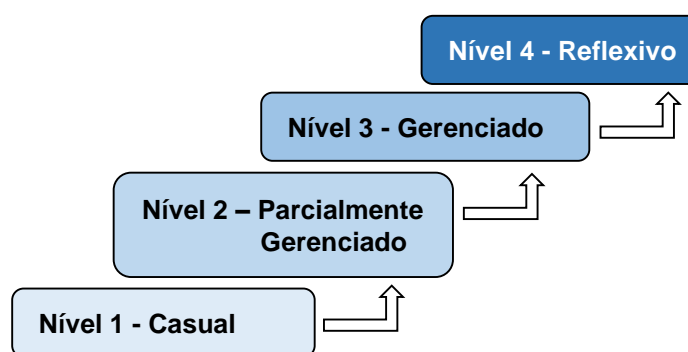 Nível 4 - Reflexivo
Nível 3 - Gerenciado
Nível 2 – Parcialmente
Gerenciado
Nível 1 - Casual